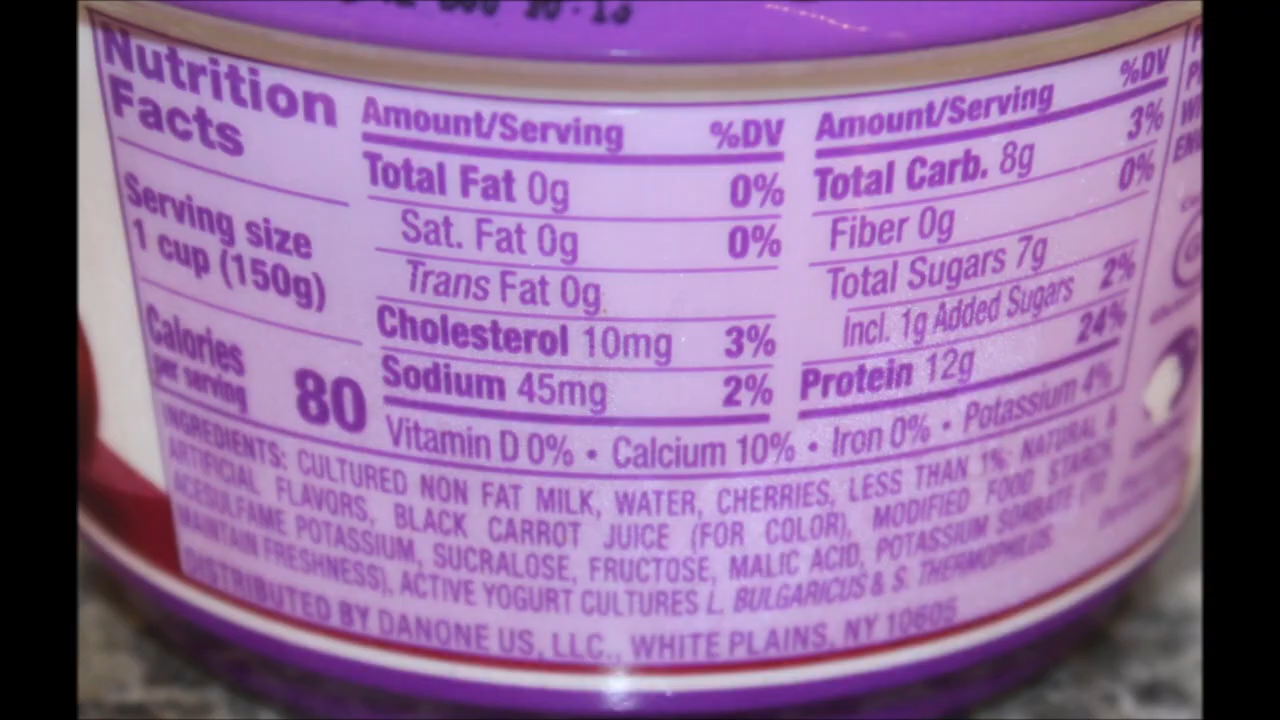 Nutrition
Facts
Serving size
1 cup (150g)
Calories
per serving 80
Amount/Serving %DV
Total Fat 0g 0%
Sat. Fat 0g 0%
Trans Fat 0g
Cholesterol 10mg 3%
Sodium 45mg 2%
Amount/Serving %DV
Total Carb. 8g 3%
Fiber 0g 0%
Total Sugars 7g
Incl. 1g Added Sugars 2%
Protein 12g 24%
Vitamin D 0% • Calcium 10% • Iron 0% • Potassium 4%
INGREDIENTS: CULTURED NON FAT MILK, WATER, CHERRIES, LESS THAN 1%: NATURAL &
ARTIFICIAL FLAVORS, BLACK CARROT JUICE (FOR COLOR), MODIFIED FOOD STARCH,
ACESULFAME POTASSIUM, SUCRALOSE, FRUCTOSE, MALIC ACID, POTASSIUM SORBATE (TO
MAINTAIN FRESHNESS), ACTIVE YOGURT CULTURES L. BULGARICUS & S. THERMOPHILUS.
DISTRIBUTED BY DANONE US, LLC., WHITE PLAINS, NY 10605